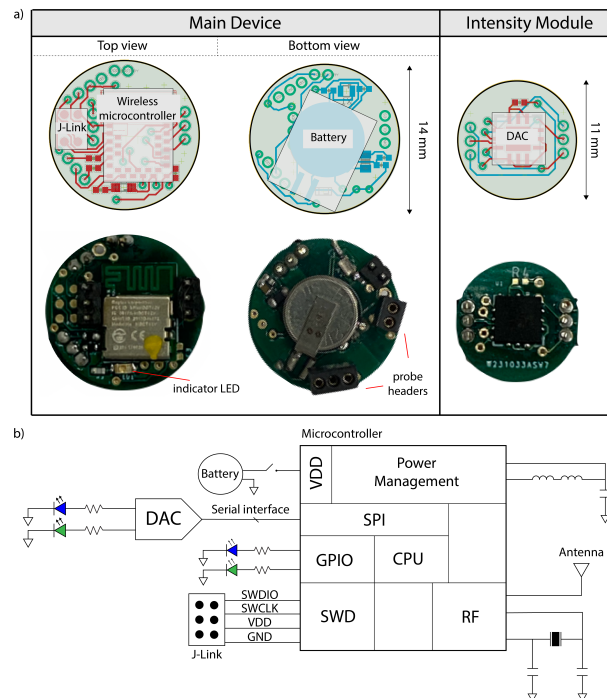 a)
Main Device
Intensity Module
Top view
Bottom view
J-Link
Wireless
microcontroller
Battery
14 mm
DAC
11 mm
R4
W231033ASY7
indicator LED
probe
headers
b)
Microcontroller
Battery
VDD
Power
Management
DAC
Serial interface
SPI
GPIO
CPU
Antenna
SWDIO
SWCLK
VDD
GND
SWD
RF
J-Link